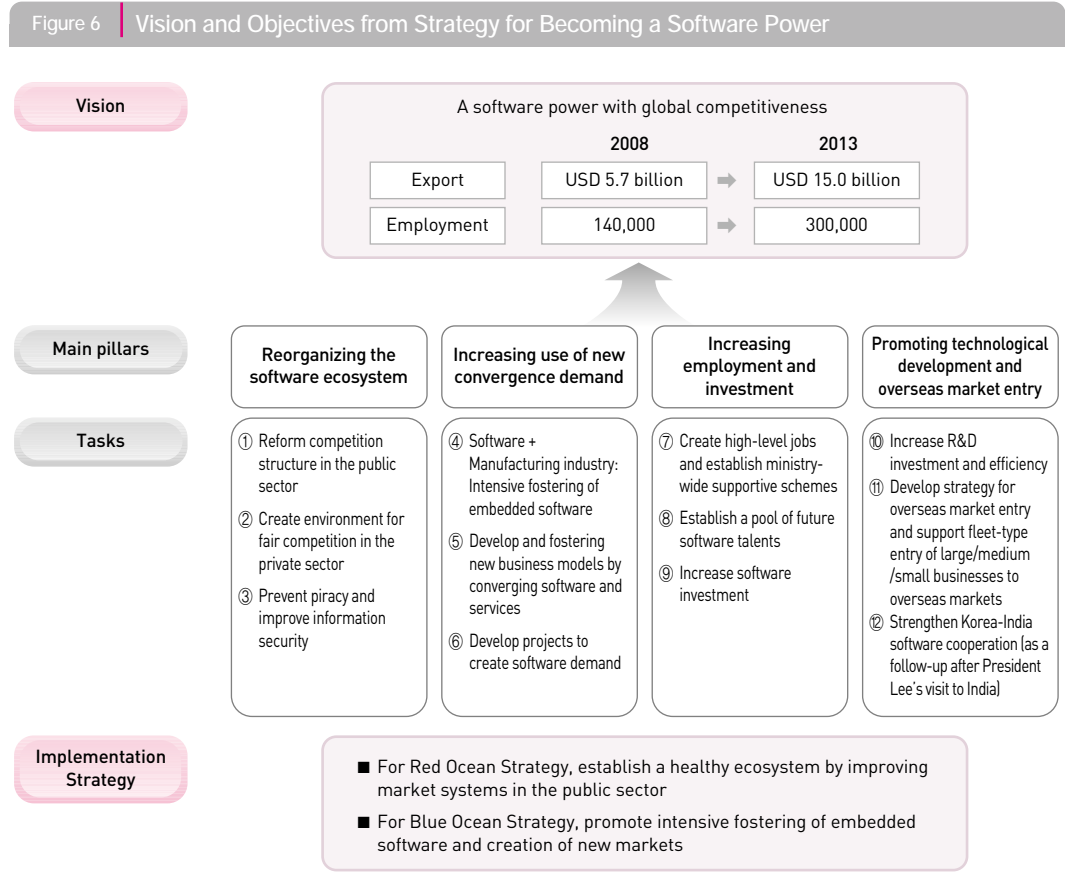 Figure 6 Vision and Objectives from Strategy for Becoming a Software Power
Vision
A software power with global competitiveness
2008 2013
Export USD 5.7 billion ➡ USD 15.0 billion
Employment 140,000 ➡ 300,000
Main pillars
Reorganizing the
software ecosystem
Increasing use of new
convergence demand
Increasing
employment and
investment
Promoting technological
development and
overseas market entry
Tasks
① Reform competition
structure in the public
sector
② Create environment for
fair competition in the
private sector
③ Prevent piracy and
improve information
security
④ Software +
Manufacturing industry:
Intensive fostering of
embedded software
⑤ Develop and fostering
new business models by
converging software and
services
⑥ Develop projects to
create software demand
⑦ Create high-level jobs
and establish ministry-
wide supportive schemes
⑧ Establish a pool of future
software talents
⑨ Increase software
investment
⑩ Increase R&D
investment and efficiency
⑪ Develop strategy for
overseas market entry
and support fleet-type
entry of large/medium
/small businesses to
overseas markets
⑫ Strengthen Korea-India
software cooperation (as a
follow-up after President
Lee's visit to India)
Implementation
Strategy
■ For Red Ocean Strategy, establish a healthy ecosystem by improving
market systems in the public sector
■ For Blue Ocean Strategy, promote intensive fostering of embedded
software and creation of new markets